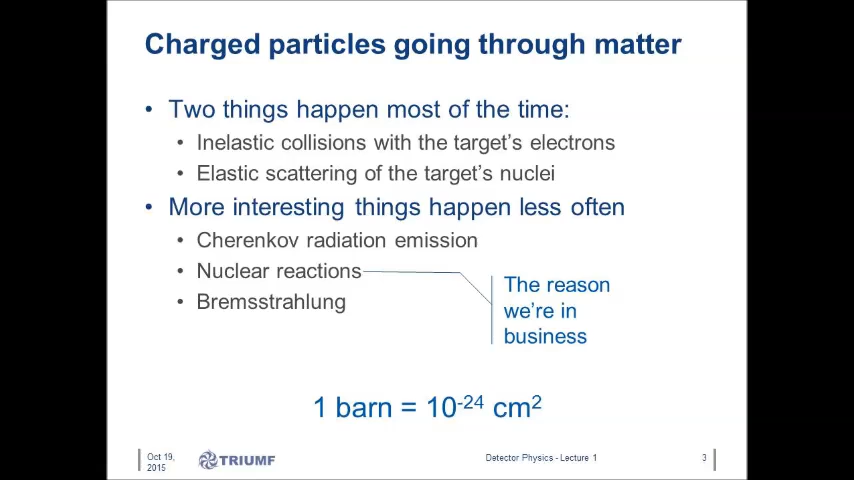 Charged particles going through matter
• Two things happen most of the time:
• Inelastic collisions with the target's electrons
• Elastic scattering of the target's nuclei
• More interesting things happen less often
• Cherenkov radiation emission
• Nuclear reactions
• Bremsstrahlung
The reason
we're in
business
1 barn = 10⁻²⁴ cm²
Oct 19,
2015
TRIUMF
Detector Physics - Lecture 1
3